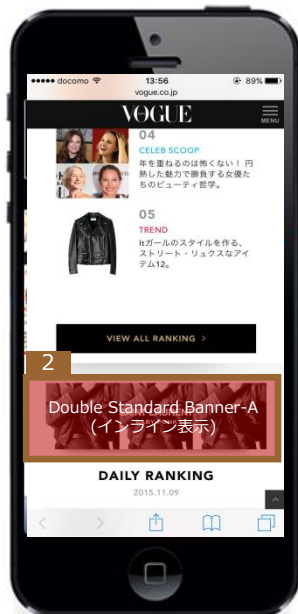 docomo 13:56 89%
vogue.co.jp
VOGUE
MENU
04
CELEB SCOOP
年を重ねるのは怖くない！ 円
熟した魅力で勝負する女優た
ちのビューティ哲学。
05
TREND
Itガールのスタイルを作る、
ストリート・リュクスなアイ
テム12。
VIEW ALL RANKING >
2
Double Standard Banner-A
(インライン表示)
DAILY RANKING
2015.11.09